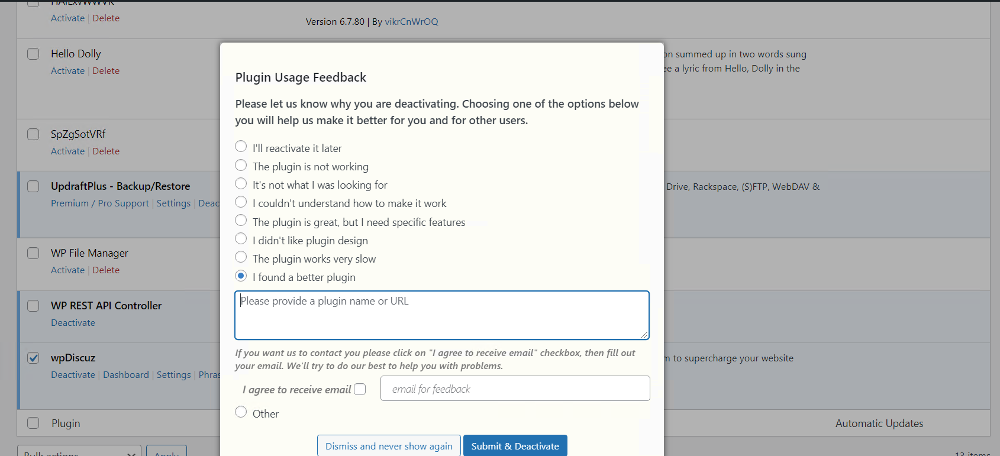 Activate | Delete
Version 6.7.80 | By vikrCnWrOQ
Hello Dolly
Activate | Delete
on summed up in two words sung
ee a lyric from Hello, Dolly in the
Plugin Usage Feedback
Please let us know why you are deactivating. Choosing one of the options below
you will help us make it better for you and for other users.
SpZgSotVRf
Activate | Delete
I'll reactivate it later
The plugin is not working
It's not what I was looking for
I couldn't understand how to make it work
The plugin is great, but I need specific features
I didn't like plugin design
The plugin works very slow
I found a better plugin
Please provide a plugin name or URL
If you want us to contact you please click on "I agree to receive email" checkbox, then fill out
your email. We'll try to do our best to help you with problems.
I agree to receive email
email for feedback
Other
Dismiss and never show again
Submit & Deactivate
UpdraftPlus - Backup/Restore
Premium / Pro Support | Settings | Deac
Drive, Rackspace, (S)FTP, WebDAV &
WP File Manager
Activate | Delete
WP REST API Controller
Deactivate
wpDiscuz
Deactivate | Dashboard | Settings | Phras
m to supercharge your website
Plugin
Automatic Updates
Bulk actions
Apply
13 items